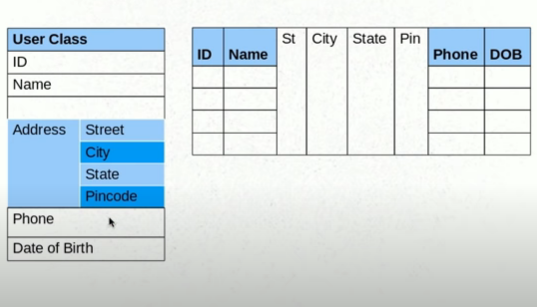 User Class
ID
Name
Address Street
City
State
Pincode
Phone
Date of Birth
ID Name St City State Pin Phone DOB